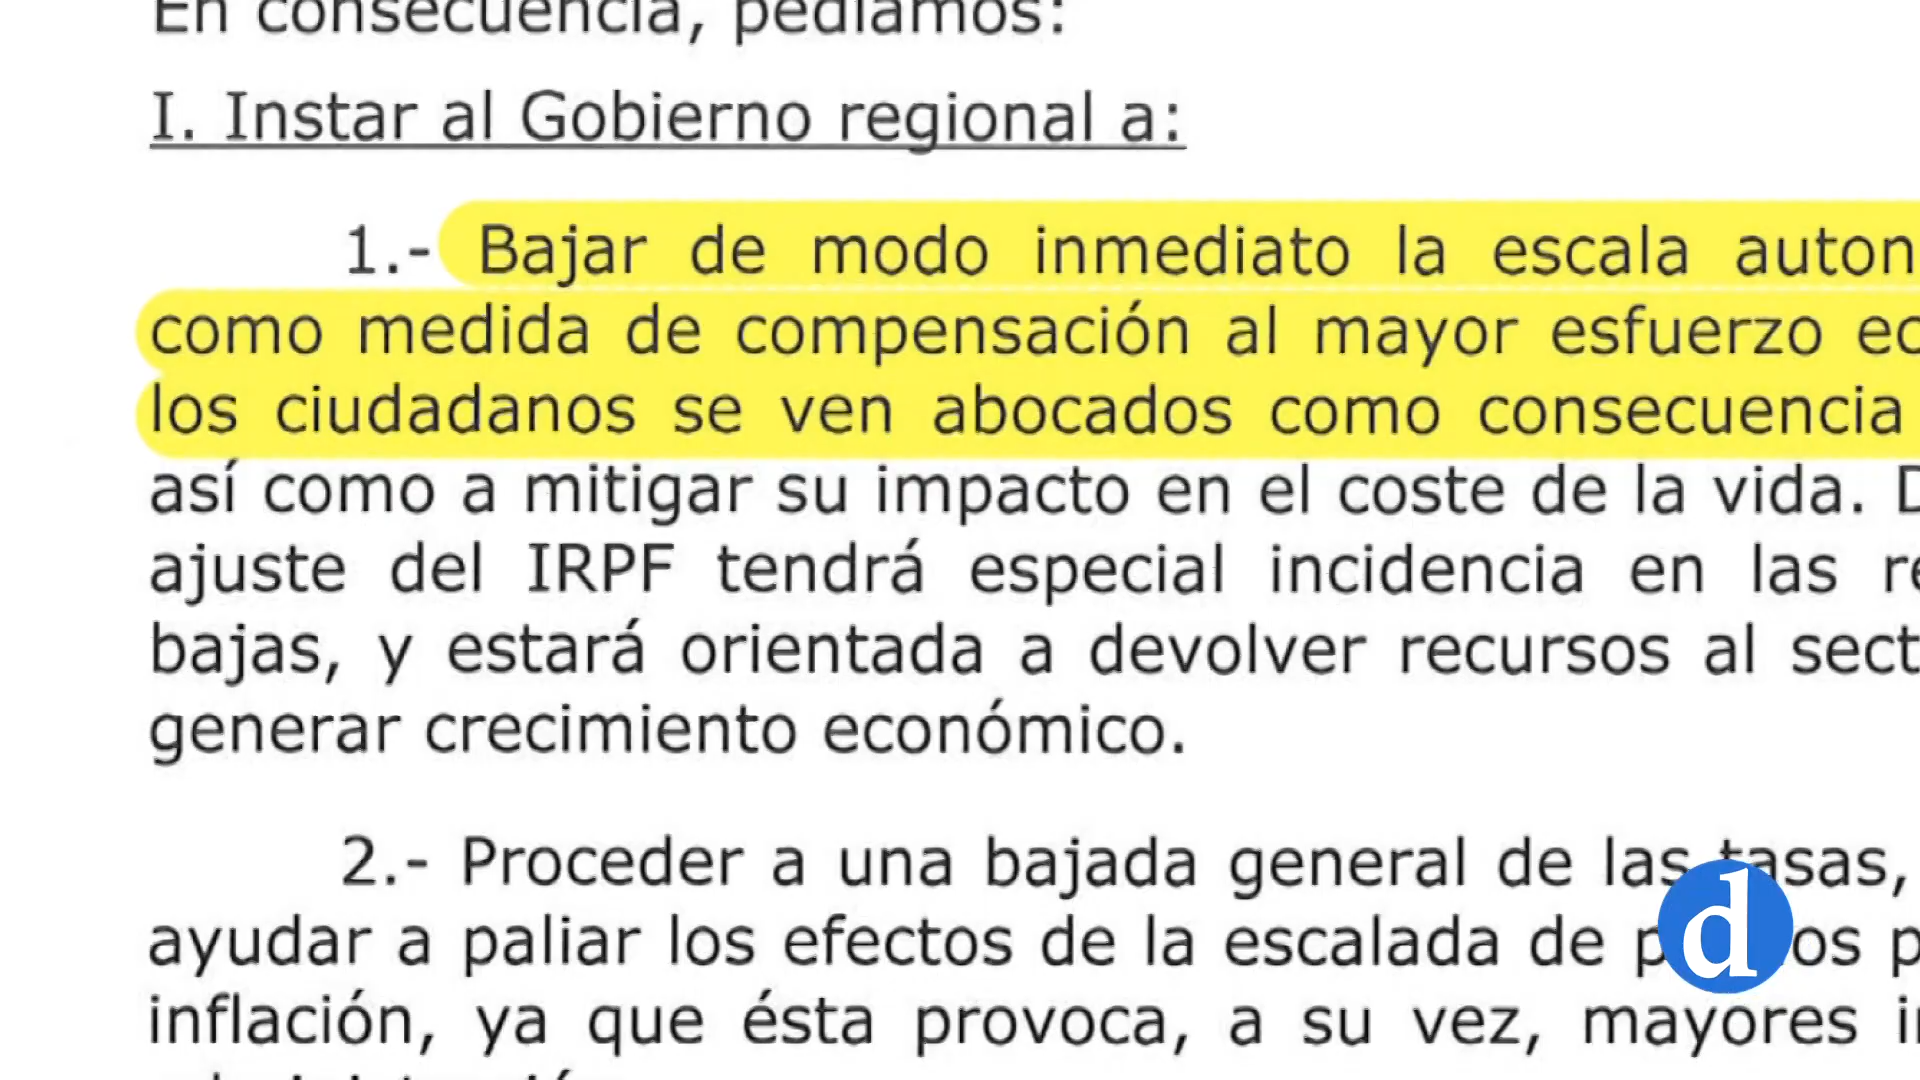 En consecuencia, pedíamos:
I. Instar al Gobierno regional a:
1.- Bajar de modo inmediato la escala auton
como medida de compensación al mayor esfuerzo ec
los ciudadanos se ven abocados como consecuencia
así como a mitigar su impacto en el coste de la vida. D
ajuste del IRPF tendrá especial incidencia en las re
bajas, y estará orientada a devolver recursos al sect
generar crecimiento económico.
2.- Proceder a una bajada general de las tasas,
ayudar a paliar los efectos de la escalada de p os p
inflación, ya que ésta provoca, a su vez, mayores in
d